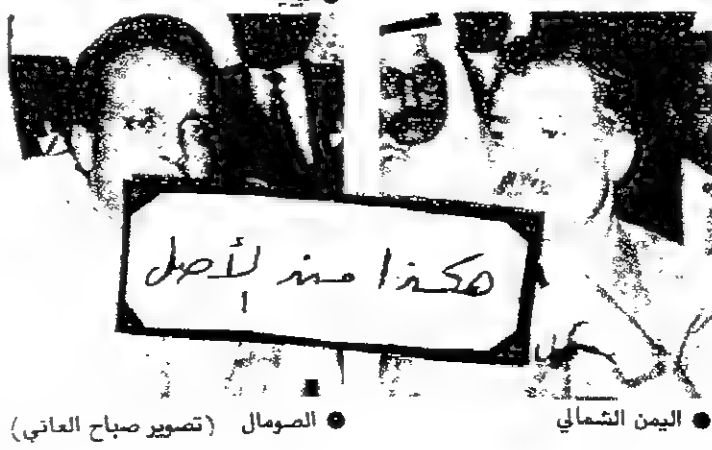 هكذا من الأصل
● اليمن الشمالي
● الصومال (تصوير صباح العاني)